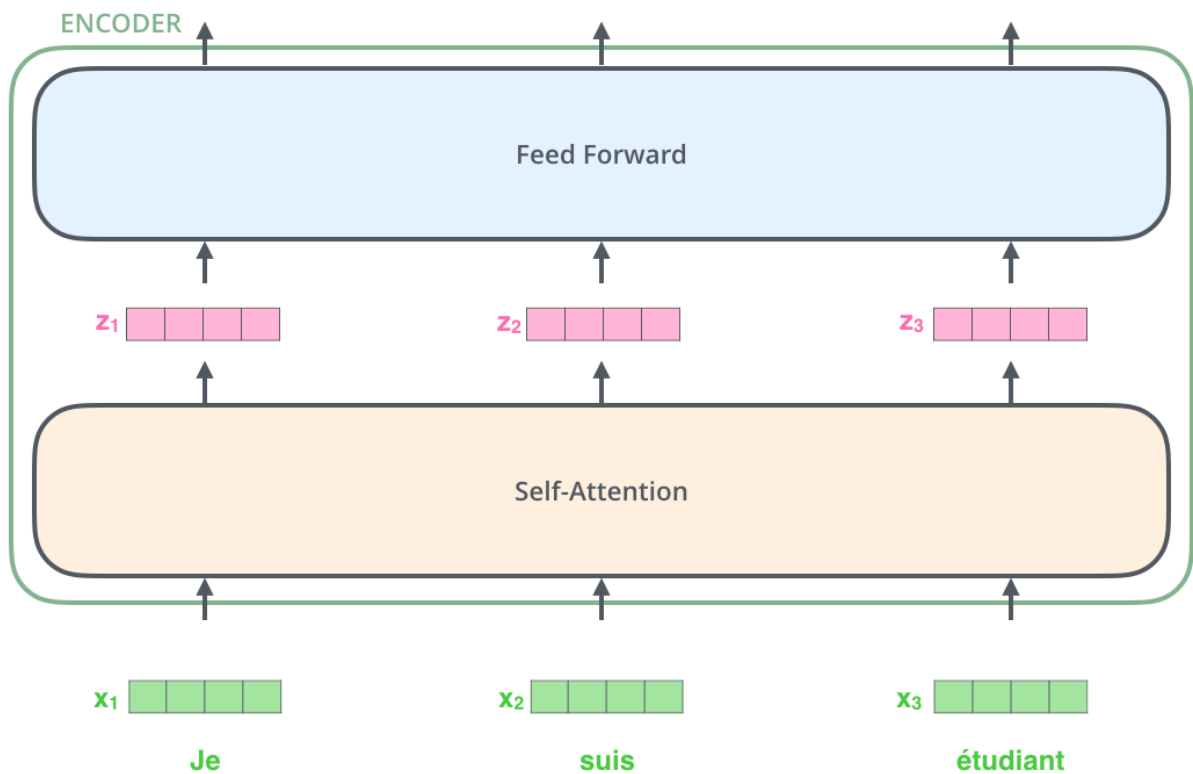 ENCODER
Feed Forward
z1 z2 z3
Self-Attention
x1 x2 x3
Je suis étudiant